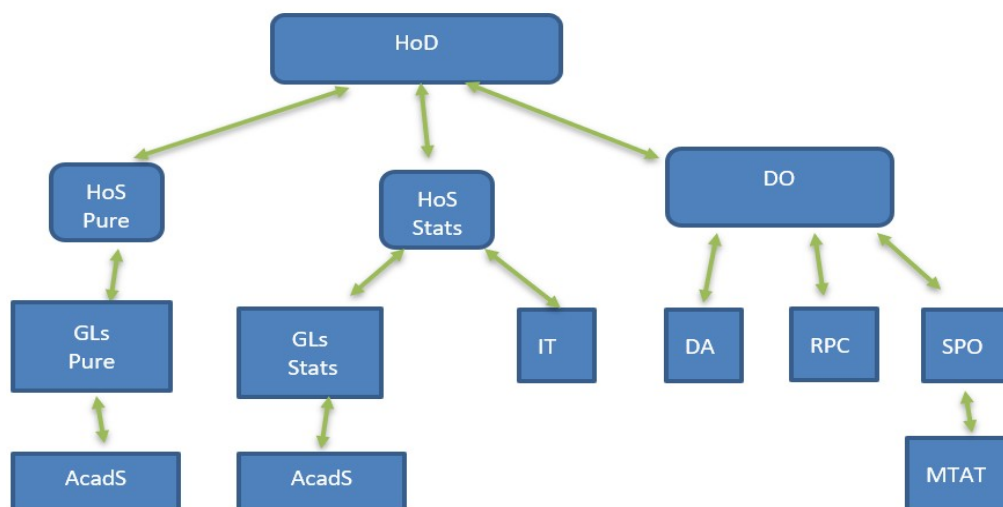 HoD
HoS
Pure
HoS
Stats
DO
GLs
Pure
GLs
Stats
IT
DA
RPC
SPO
AcadS
AcadS
MTAT